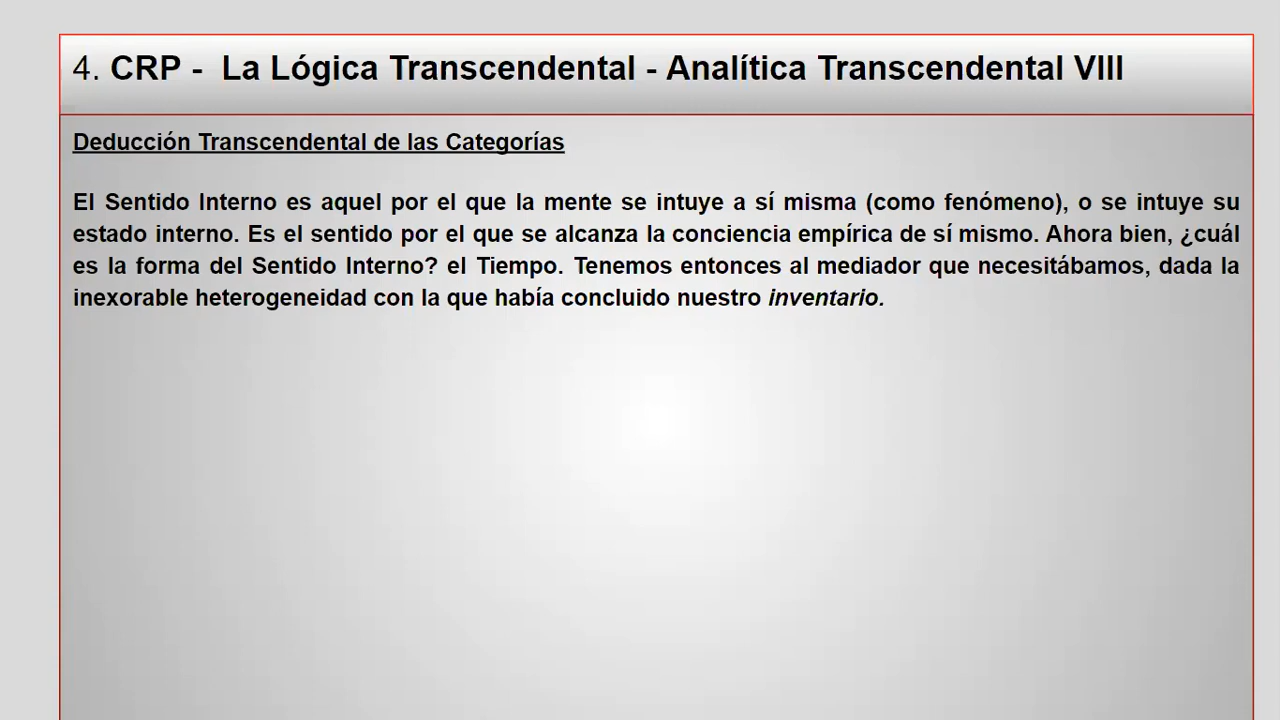 4. CRP - La Lógica Transcendental - Analítica Transcendental VIII
Deducción Transcendental de las Categorías
El Sentido Interno es aquel por el que la mente se intuye a sí misma (como fenómeno), o se intuye su
estado interno. Es el sentido por el que se alcanza la conciencia empírica de sí mismo. Ahora bien, ¿cuál
es la forma del Sentido Interno? el Tiempo. Tenemos entonces al mediador que necesitábamos, dada la
inexorable heterogeneidad con la que había concluido nuestro inventario.